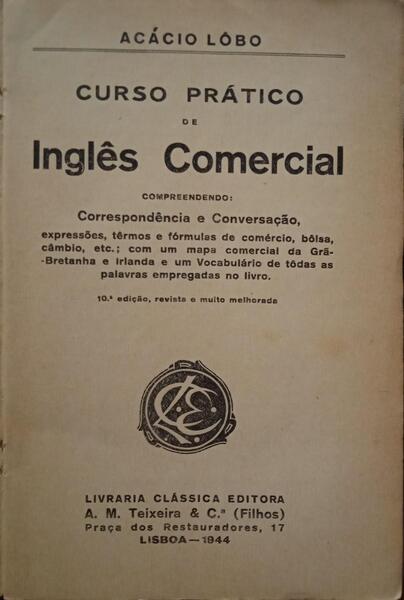 ACÁCIO LÔBO
CURSO PRÁTICO
DE
Inglês Comercial
COMPREENDENDO:
Correspondência e Conversação,
expressões, têrmos e fórmulas de comércio, bôlsa,
câmbio, etc.; com um mapa comercial da Grã-
-Bretanha e Irlanda e um Vocabulário de tôdas as
palavras empregadas no livro.
10.ª edição, revista e muito melhorada
LCE
LIVRARIA CLÁSSICA EDITORA
A. M. Teixeira & C.ª (Filhos)
Praça dos Restauradores, 17
LISBOA—1944